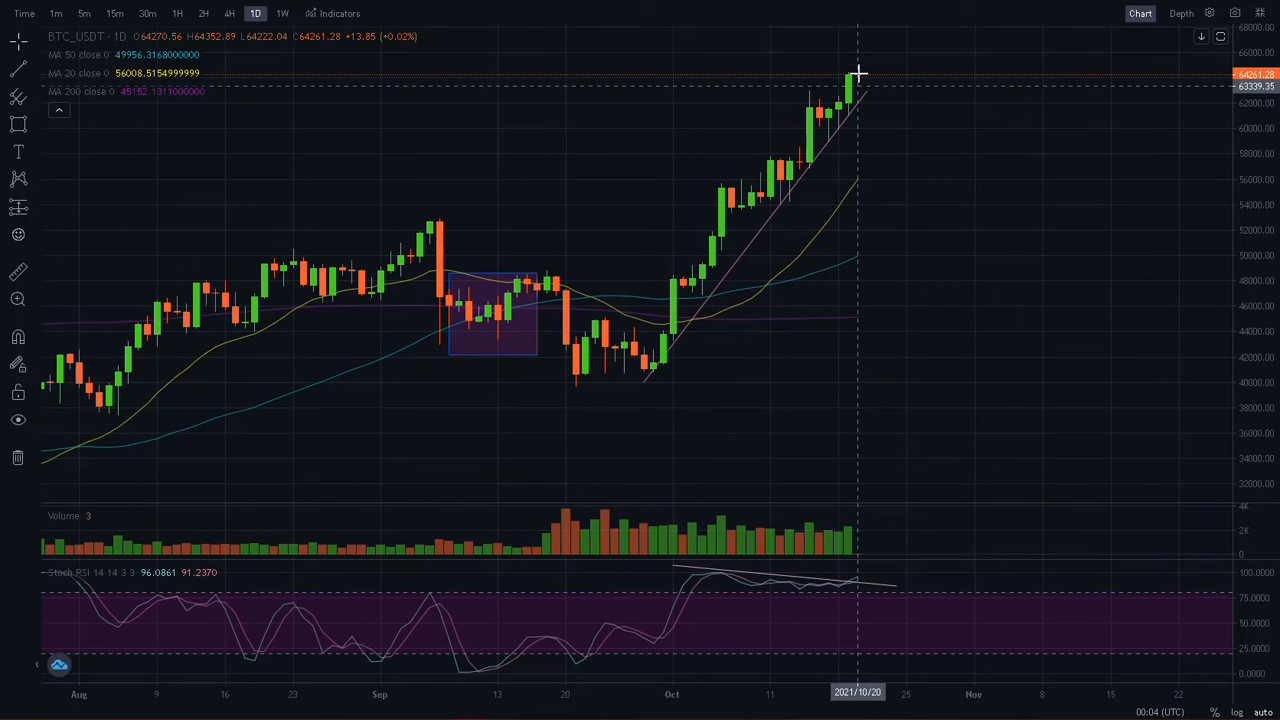 Time 1m 5m 15m 30m 1H 2H 4H 1D 1W Indicators Chart Depth
BTC_USDT · 1D O64270.56 H64352.89 L64222.04 C64261.28 +13.85 (+0.02%)
MA 50 close 0 49956.3168000000
MA 20 close 0 56008.5154999999
MA 200 close 0 45152.1311000000
68000.00
66000.00
64261.28
63339.35
62000.00
60000.00
58000.00
56000.00
54000.00
52000.00
50000.00
48000.00
46000.00
44000.00
42000.00
40000.00
38000.00
36000.00
34000.00
32000.00
Volume 3
4K
2K
0
Stoch RSI 14 14 3 3 96.0861 91.2370
100.0000
75.0000
50.0000
25.0000
0.0000
Aug 9 16 23 Sep 13 20 Oct 11 2021/10/20 25 Nov 8 15 22
00:04 (UTC) % log auto